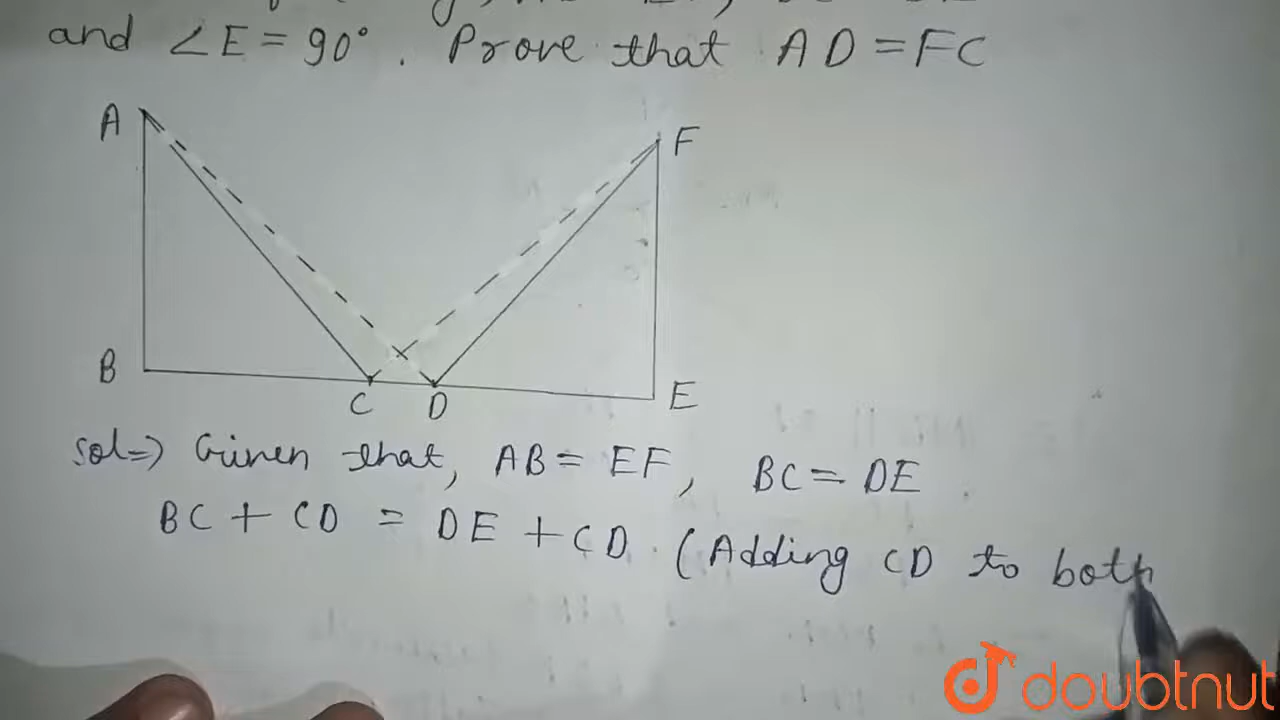 and ∠E = 90°. Prove that AD = FC
A
F
B
C
D
E
Sol⇒ Given that, AB = EF, BC = DE
BC + CD = DE + CD. (Adding CD to both
doubtnut